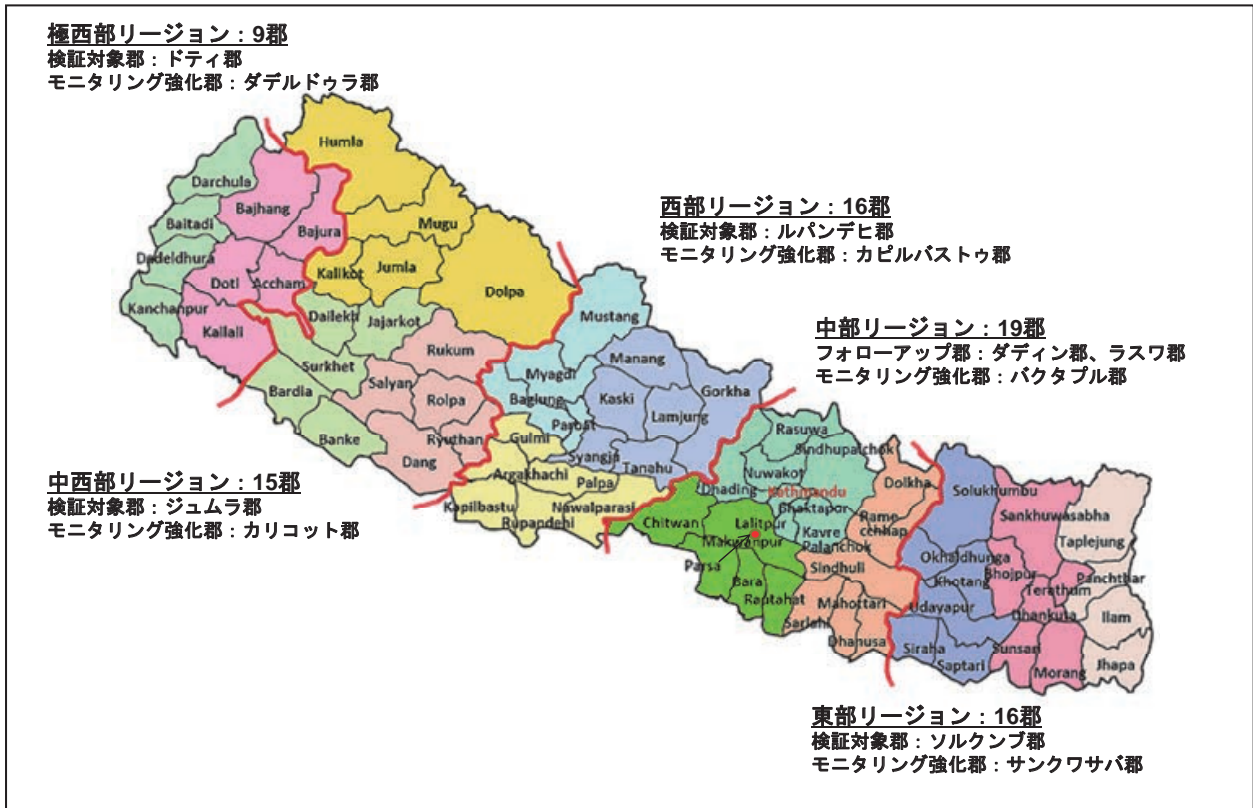 極西部リージョン：9郡
検証対象郡：ドティ郡
モニタリング強化郡：ダデルドゥラ郡
Humla
Darchula
Bajhang
Baitadi
Bajura
Mugu
Dadeldhura
Doti
Accham
Kalikot
Jumla
Dolpa
Kanchanpur
Kailali
Dailekh
Jajarkot
Rukum
Surkhet
Salyan
Bardia
Rolpa
Banke
Ryuthan
Dang
西部リージョン：16郡
検証対象郡：ルパンデヒ郡
モニタリング強化郡：カピルバストゥ郡
Mustang
Manang
Myagdi
Gorkha
Baglung
Kaski
Lamjung
Parbat
Gulmi
Syangja
Tanahu
Argakhachi
Palpa
Kapilbastu
Nawalparasi
Rupandehi
中部リージョン：19郡
フォローアップ郡：ダディン郡、ラスワ郡
モニタリング強化郡：バクタプル郡
Rasuwa
Sindhupalchok
Nuwakot
Dolkha
Dhading
Kathmandu
Bhaktapor
Chitwan
Lalitpur
Kavre
Palanchok
Rame-
cchhap
Makwanpur
Parsa
Sindhuli
Bara
Rautahat
Mahottari
Sarlahi
Dhanusa
Solukhumbu
Sankhuwasabha
Taplejung
Okhaldhunga
Khotang
Bhojpur
Panchthar
Terathum
Udayapur
Dhankuta
Ilam
Siraha
Saptari
Sunsari
Morang
Jhapa
中西部リージョン：15郡
検証対象郡：ジュムラ郡
モニタリング強化郡：カリコット郡
東部リージョン：16郡
検証対象郡：ソルクンブ郡
モニタリング強化郡：サンクワサバ郡